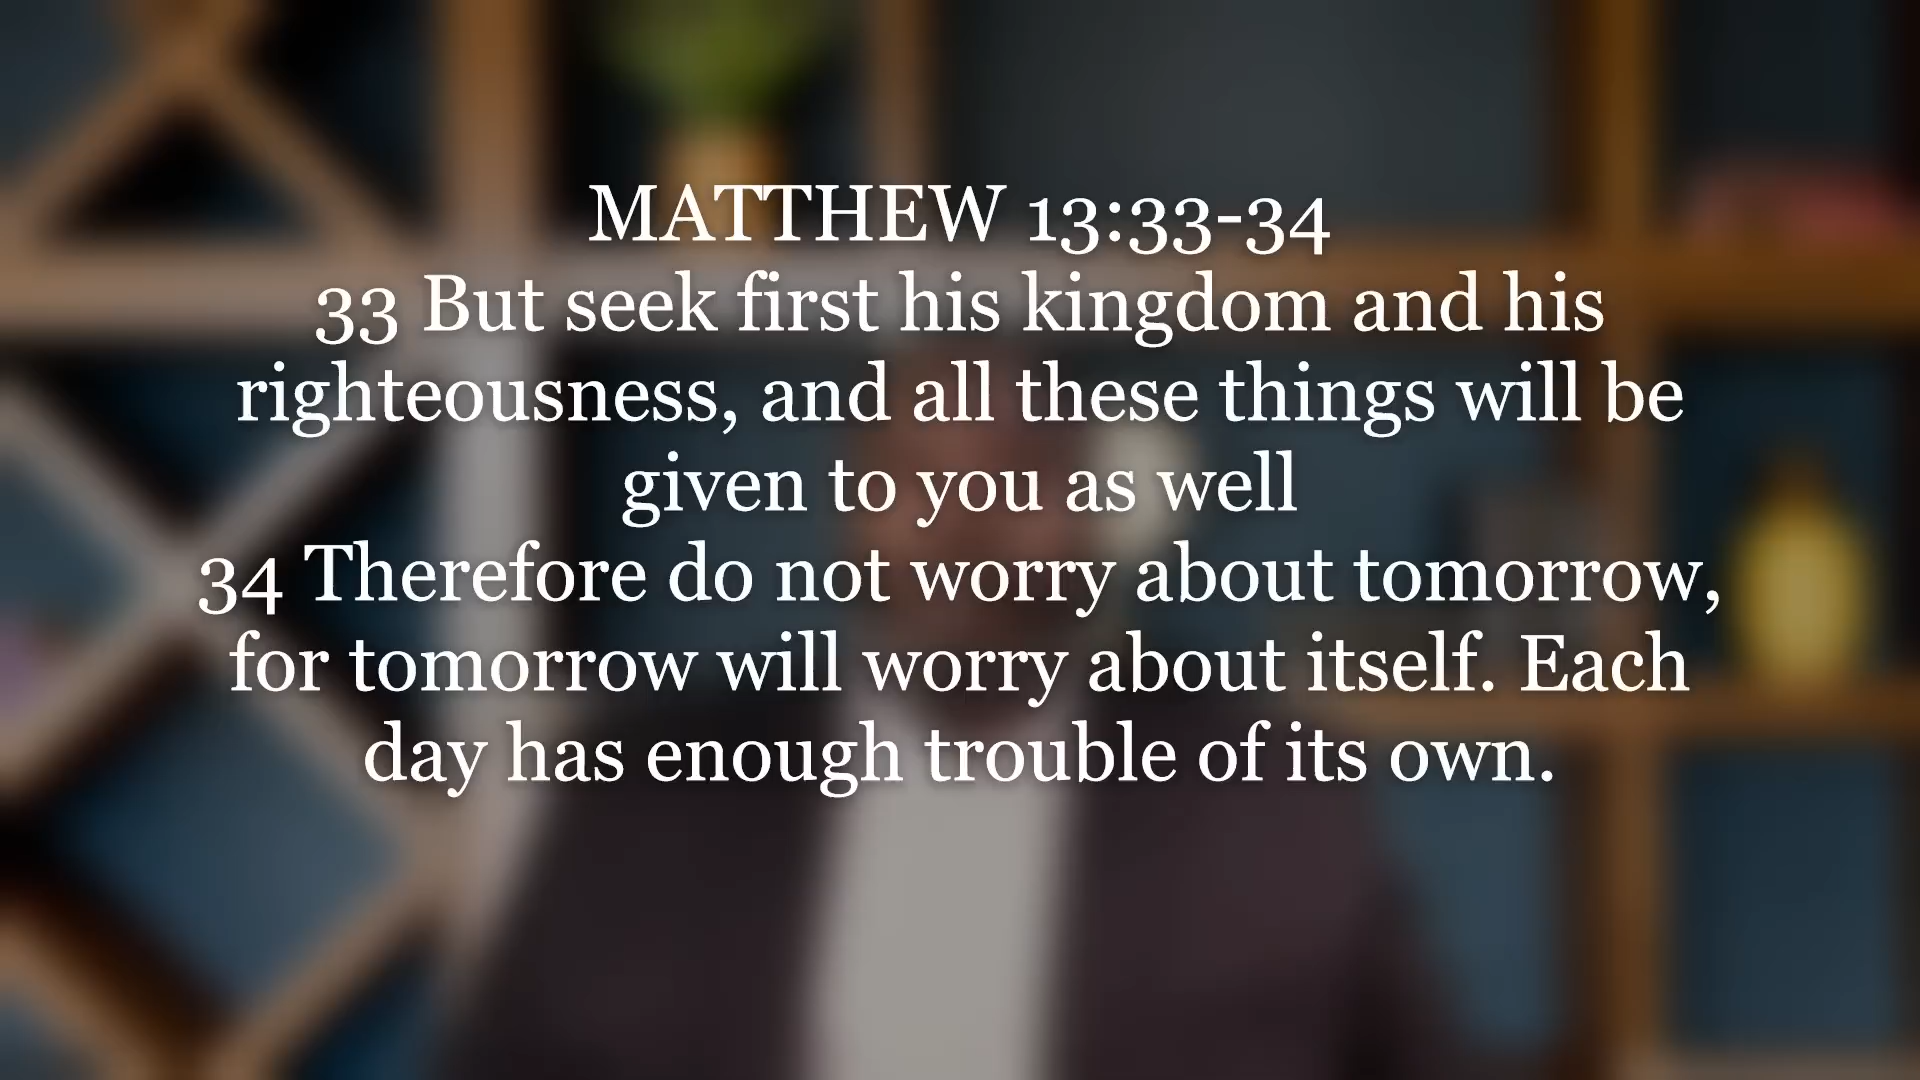 MATTHEW 13:33-34
33 But seek first his kingdom and his
righteousness, and all these things will be
given to you as well
34 Therefore do not worry about tomorrow,
for tomorrow will worry about itself. Each
day has enough trouble of its own.